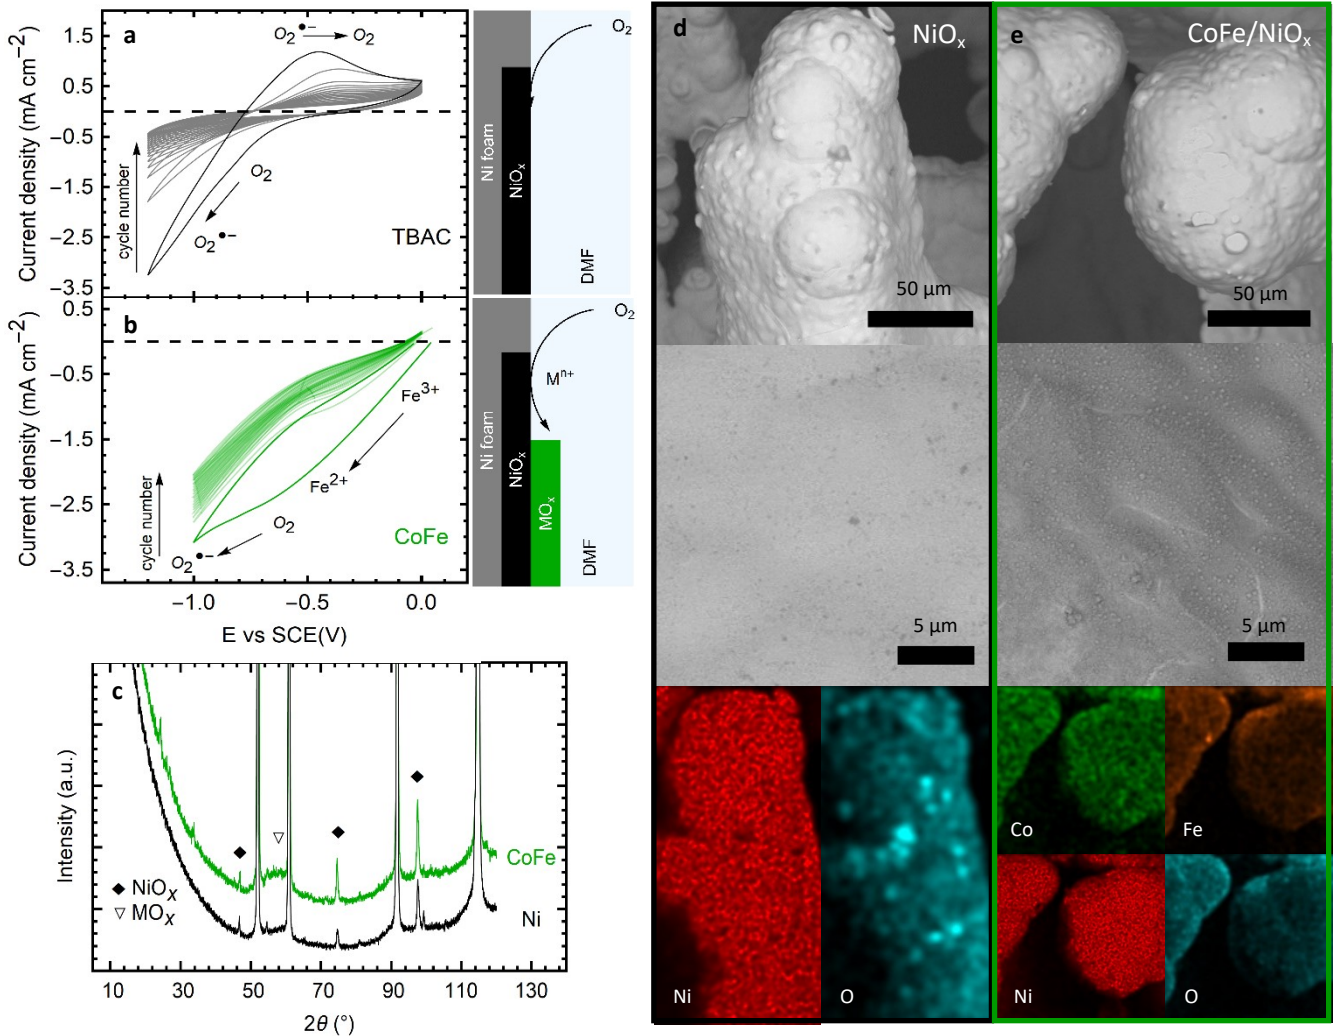 a
O2•− → O2
1.5
0.5
−0.5
−1.5
−2.5
−3.5
Current density (mA cm−2)
cycle number
O2
O2•−
TBAC
Ni foam
NiOx
O2
DMF
b
0.5
−0.5
−1.5
−2.5
−3.5
Current density (mA cm−2)
cycle number
Fe3+
Fe2+
O2
O2•−
CoFe
−1.0
−0.5
0.0
E vs SCE(V)
Ni foam
NiOx
MOx
Mn+
O2
DMF
c
Intensity (a.u.)
◆ NiOx
▽ MOx
CoFe
Ni
10 30 50 70 90 110 130
2θ (°)
d
NiOx
50 µm
5 µm
Ni
O
e
CoFe/NiOx
50 µm
5 µm
Co
Fe
Ni
O